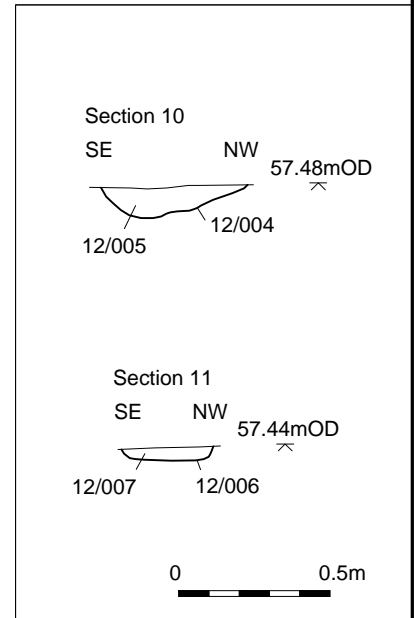 Section 10
SE NW
57.48mOD
12/005 12/004
Section 11
SE NW
57.44mOD
12/007 12/006
0 0.5m